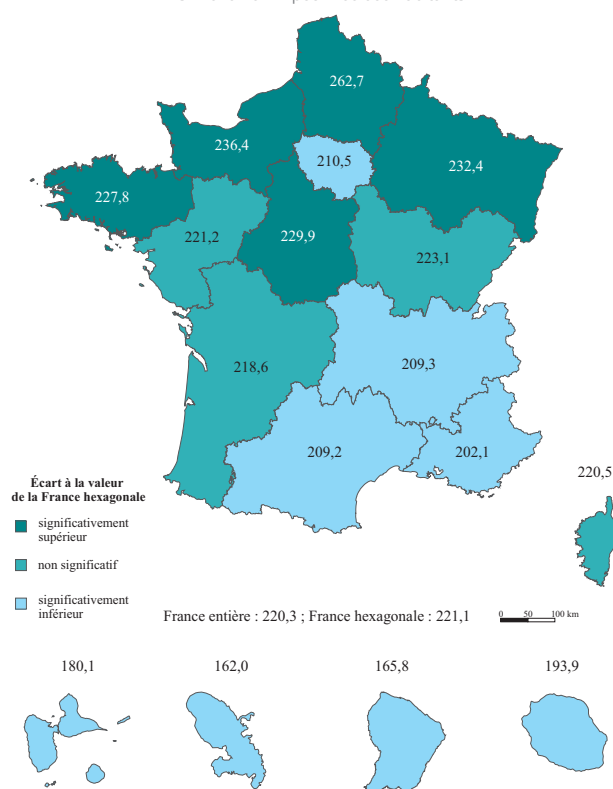 262,7
236,4
210,5
232,4
227,8
221,2
229,9
223,1
218,6
209,3
209,2
202,1
220,5
Écart à la valeur
de la France hexagonale
significativement
supérieur
non significatif
significativement
inférieur
France entière : 220,3 ; France hexagonale : 221,1
0 50 100 km
180,1
162,0
165,8
193,9